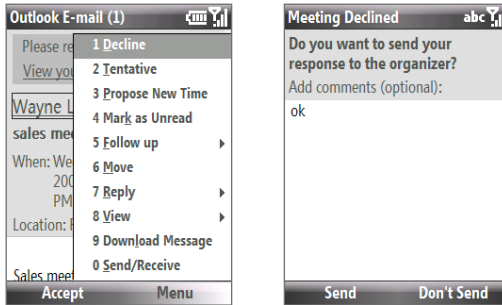 Outlook E-mail (1)
Please re
View you
Wayne L
sales mee
When: We
200
PM
Location: F
Sales meet
1 Decline
2 Tentative
3 Propose New Time
4 Mark as Unread
5 Follow up
6 Move
7 Reply
8 View
9 Download Message
0 Send/Receive
Accept Menu
Meeting Declined abc
Do you want to send your
response to the organizer?
Add comments (optional):
ok
Send Don't Send